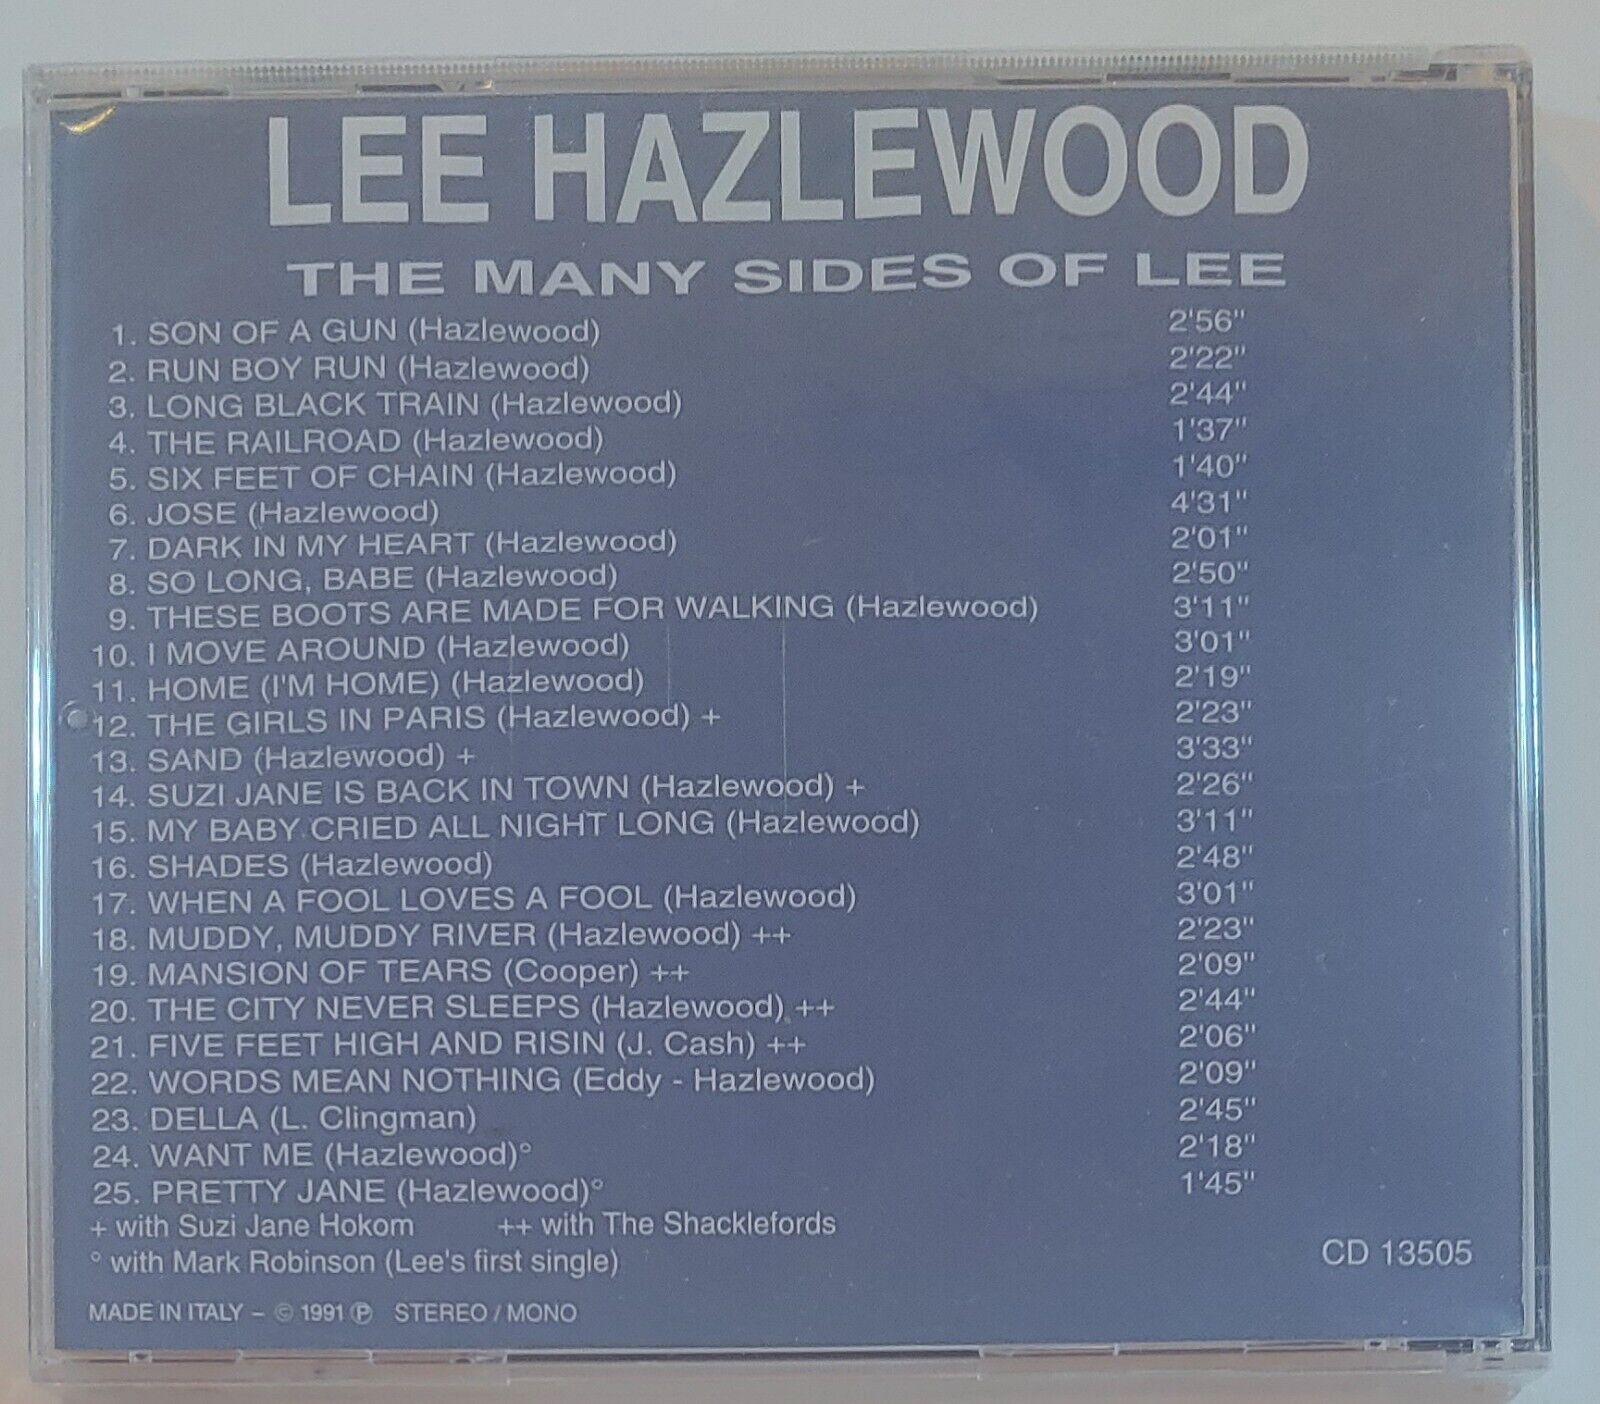 LEE HAZLEWOOD
THE MANY SIDES OF LEE
1. SON OF A GUN (Hazlewood) 2'56"
2. RUN BOY RUN (Hazlewood) 2'22"
3. LONG BLACK TRAIN (Hazlewood) 2'44"
4. THE RAILROAD (Hazlewood) 1'37"
5. SIX FEET OF CHAIN (Hazlewood) 1'40"
6. JOSE (Hazlewood) 4'31"
7. DARK IN MY HEART (Hazlewood) 2'01"
8. SO LONG, BABE (Hazlewood) 2'50"
9. THESE BOOTS ARE MADE FOR WALKING (Hazlewood) 3'11"
10. I MOVE AROUND (Hazlewood) 3'01"
11. HOME (I'M HOME) (Hazlewood) 2'19"
12. THE GIRLS IN PARIS (Hazlewood) + 2'23"
13. SAND (Hazlewood) + 3'33"
14. SUZI JANE IS BACK IN TOWN (Hazlewood) + 2'26"
15. MY BABY CRIED ALL NIGHT LONG (Hazlewood) 3'11"
16. SHADES (Hazlewood) 2'48"
17. WHEN A FOOL LOVES A FOOL (Hazlewood) 3'01"
18. MUDDY, MUDDY RIVER (Hazlewood) ++ 2'23"
19. MANSION OF TEARS (Cooper) ++ 2'09"
20. THE CITY NEVER SLEEPS (Hazlewood) ++ 2'44"
21. FIVE FEET HIGH AND RISIN (J. Cash) ++ 2'06"
22. WORDS MEAN NOTHING (Eddy - Hazlewood) 2'09"
23. DELLA (L. Clingman) 2'45"
24. WANT ME (Hazlewood)° 2'18"
25. PRETTY JANE (Hazlewood)° 1'45"
+ with Suzi Jane Hokom ++ with The Shacklefords
° with Mark Robinson (Lee's first single)
CD 13505
MADE IN ITALY – © 1991 ℗ STEREO / MONO